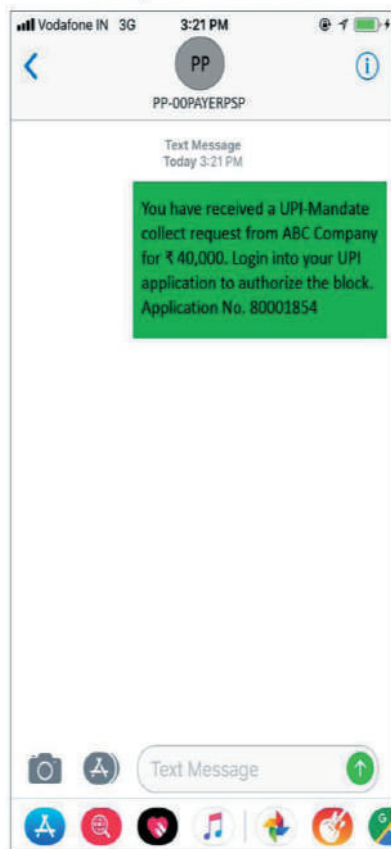 Vodafone IN 3G 3:21 PM
PP
PP-00PAYERPSP
Text Message
Today 3:21 PM
You have received a UPI-Mandate
collect request from ABC Company
for ₹ 40,000. Login into your UPI
application to authorize the block.
Application No. 80001854
Text Message
G